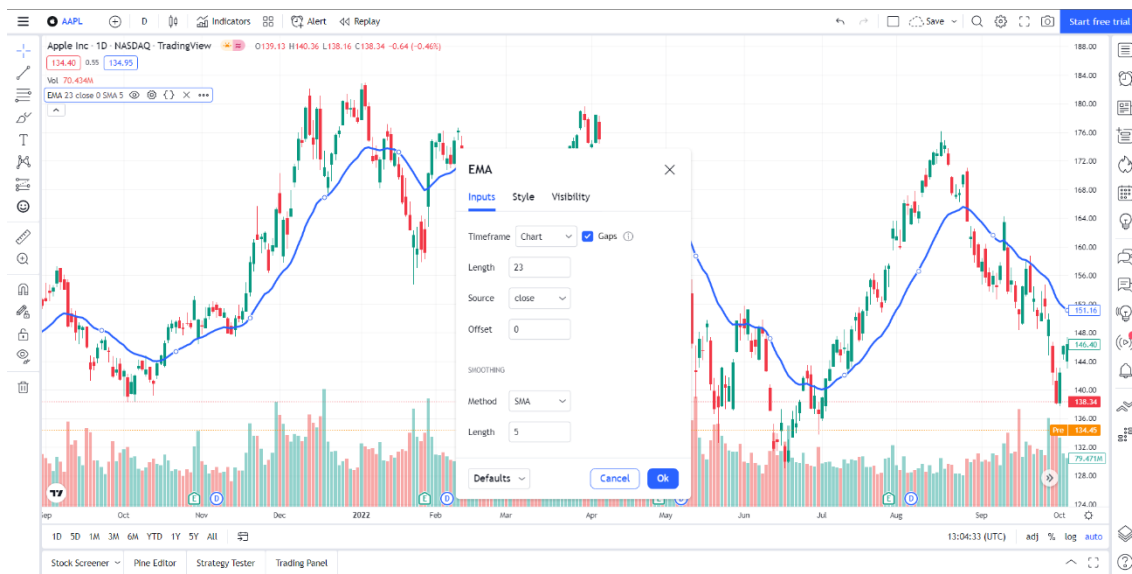 AAPL D Indicators Alert Replay Save Start free trial
Apple Inc · 1D · NASDAQ · TradingView O139.13 H140.36 L138.16 C138.34 -0.64 (-0.46%)
134.40 0.55 134.95
Vol 70.434M
EMA 23 close 0 SMA 5
188.00
184.00
180.00
176.00
172.00
168.00
164.00
160.00
156.00
152.00
151.16
148.00
146.40
144.00
140.00
138.34
136.00
Pre 134.45
132.00
79.471M
128.00
124.00
EMA
Inputs Style Visibility
Timeframe Chart Gaps
Length 23
Source close
Offset 0
SMOOTHING
Method SMA
Length 5
Defaults Cancel Ok
E D E D E D E D
Sep Oct Nov Dec 2022 Feb Mar Apr May Jun Jul Aug Sep Oct
1D 5D 1M 3M 6M YTD 1Y 5Y All 13:04:33 (UTC) adj % log auto
Stock Screener Pine Editor Strategy Tester Trading Panel